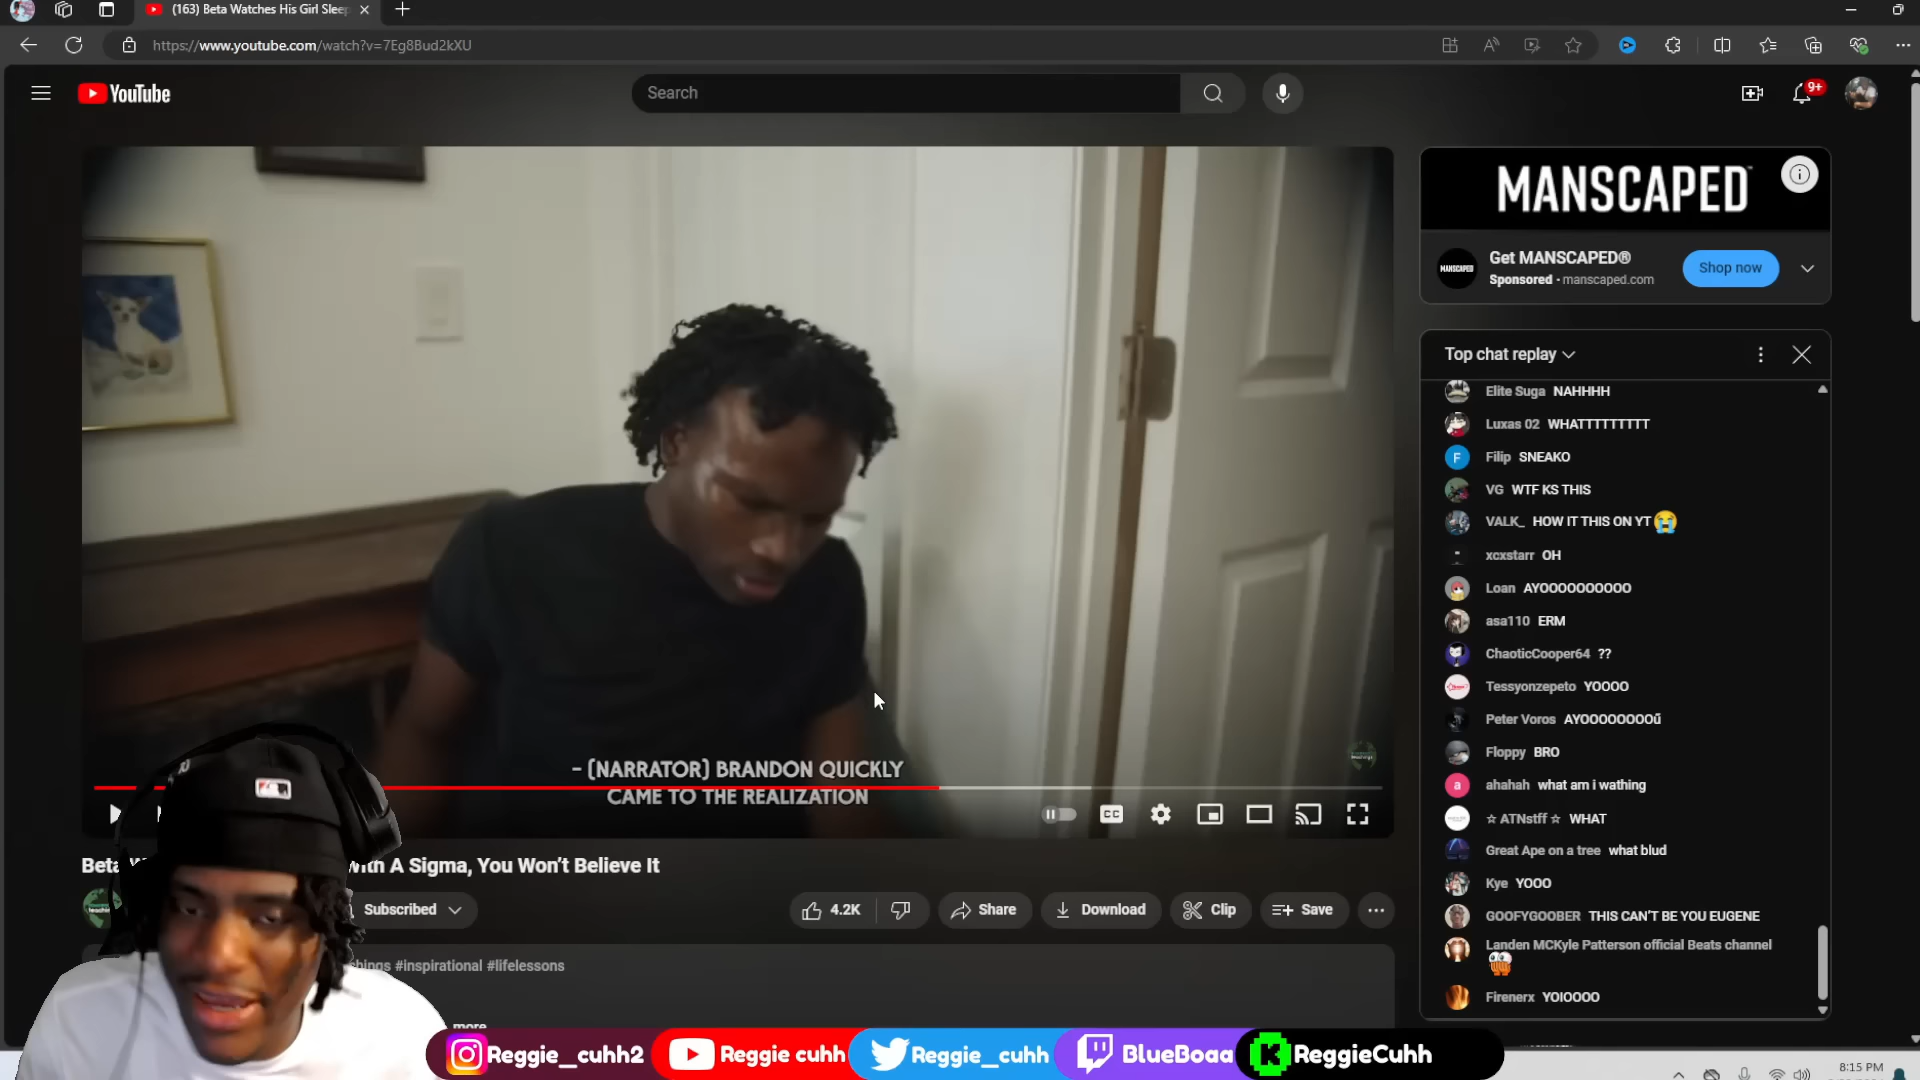 (163) Beta Watches His Girl Sleep
https://www.youtube.com/watch?v=7Eg8Bud2kXU
YouTube
Search
9+
MANSCAPED
Get MANSCAPED®
Sponsored · manscaped.com
Shop now
MANSCAPED
Top chat replay
Elite Suga NAHHHH
Luxas 02 WHATTTTTTTTT
F
Filip SNEAKO
VG WTF KS THIS
VALK_ HOW IT THIS ON YT😭
xcxstarr OH
Loan AYOOOOOOOOOO
asa110 ERM
ChaoticCooper64 ??
Tessyonzepeto YOOOO
Peter Voros AYOOOOOOOOű
Floppy BRO
a
ahahah what am i wathing
☆ ATNstff ☆ WHAT
Great Ape on a tree what blud
Kye YOOO
GOOFYGOOBER THIS CAN'T BE YOU EUGENE
Landen MCKyle Patterson official Beats channel
Firenerx YOIOOOO
- (NARRATOR) BRANDON QUICKLY
CAME TO THE REALIZATION
CC
Beta With A Sigma, You Won't Believe It
Subscribed
4.2K
Share
Download
Clip
Save
#inspirational #lifelessons
Reggie_cuhh2
Reggie cuhh
Reggie_cuhh
BlueBoaa
K
ReggieCuhh
8:15 PM